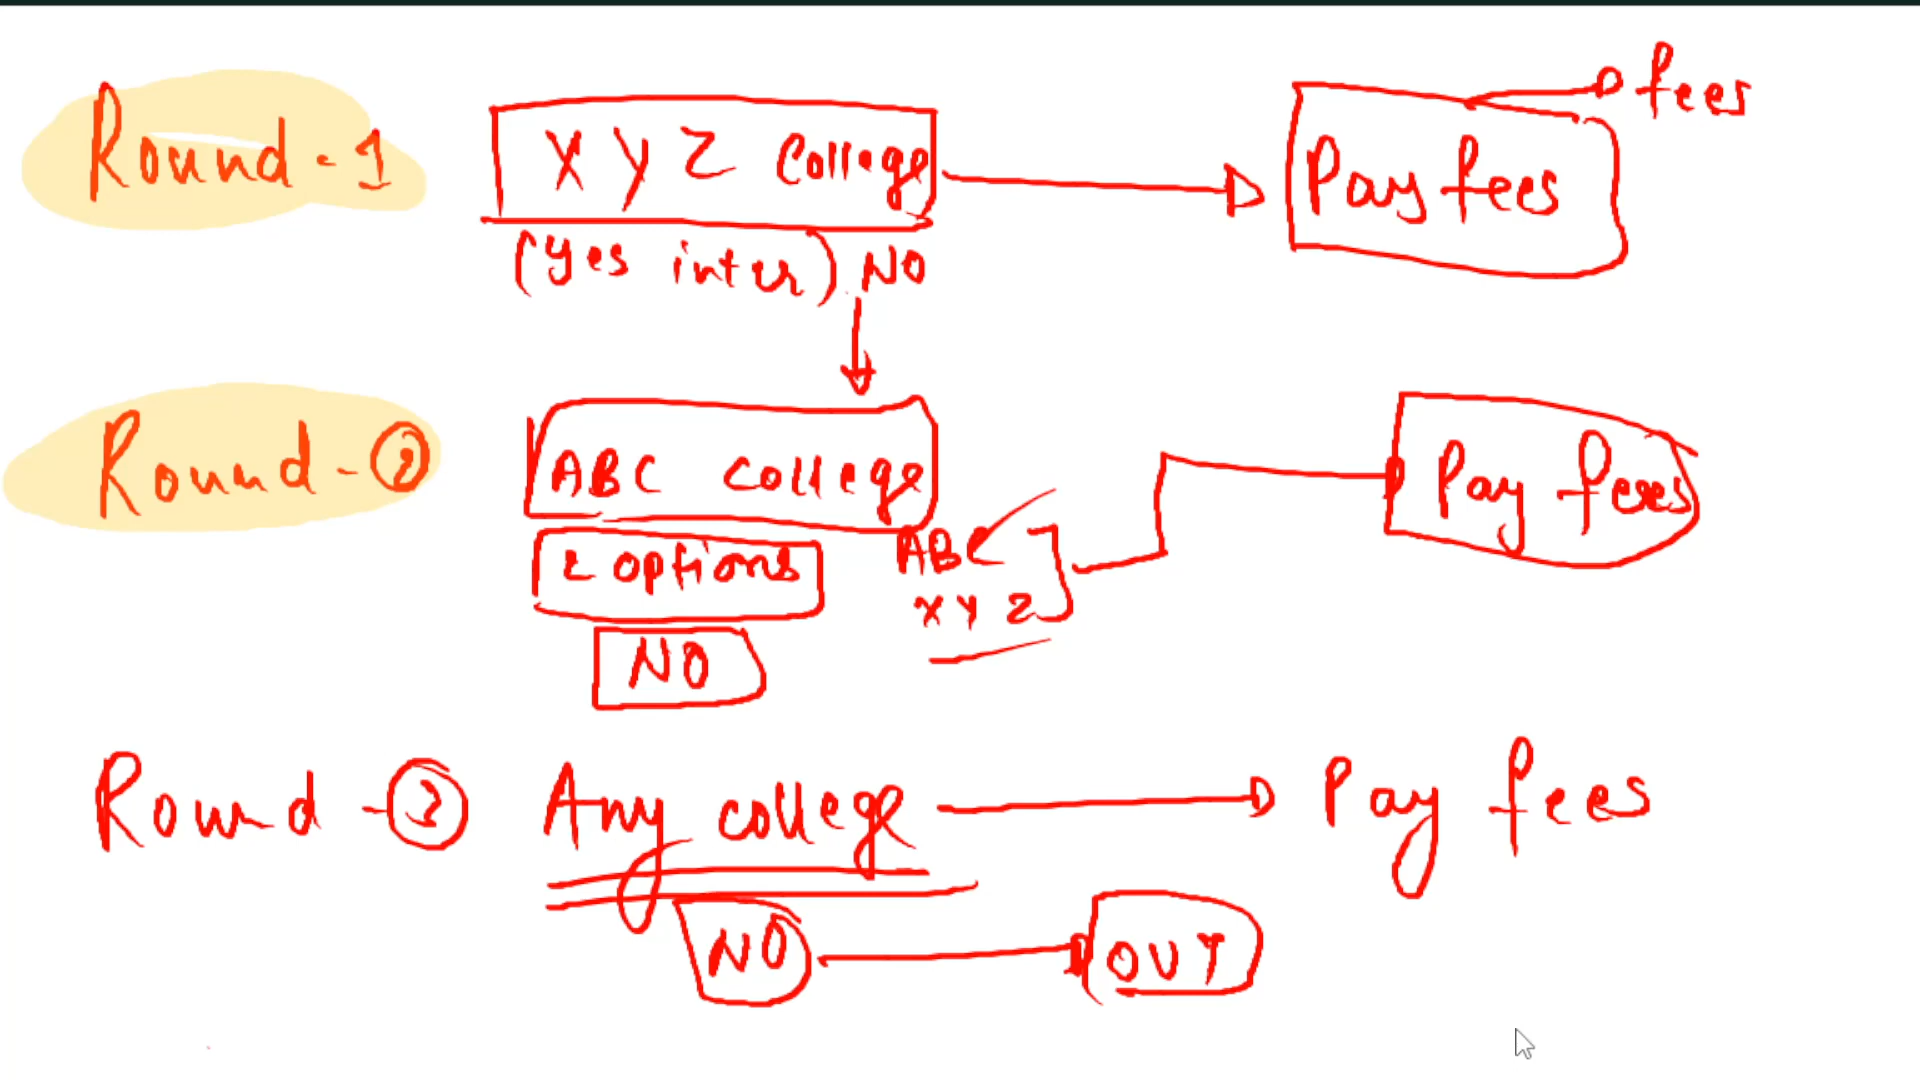 fees
Round-1 XYZ College Pay fees
(yes inter) NO
Round-2 ABC college Pay fees
2 options ABC
XYZ
NO
Round-3 Any college Pay fees
NO OUT